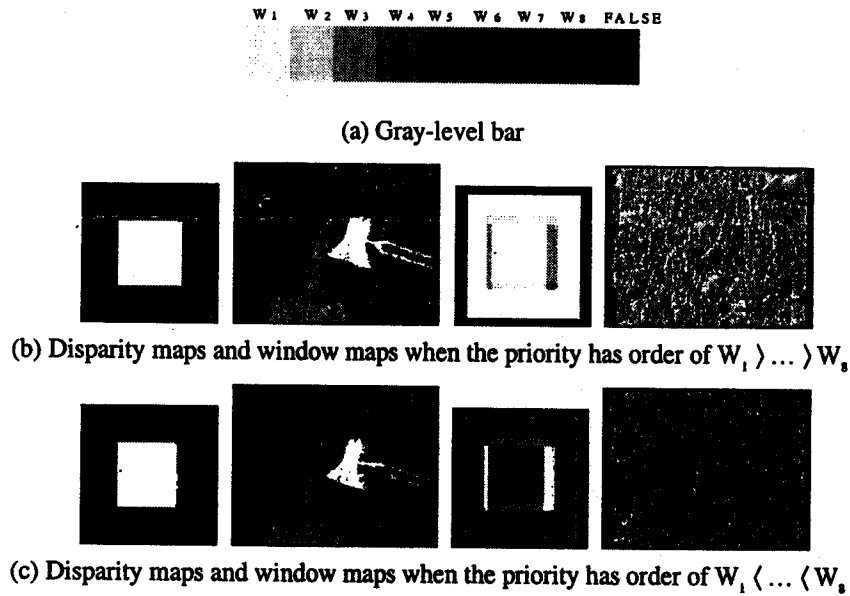 W₁ W₂ W₃ W₄ W₅ W₆ W₇ W₈ FALSE
(a) Gray-level bar
(b) Disparity maps and window maps when the priority has order of W₁ ⟩ ... ⟩ W₈
(c) Disparity maps and window maps when the priority has order of W₁ ⟨ ... ⟨ W₈